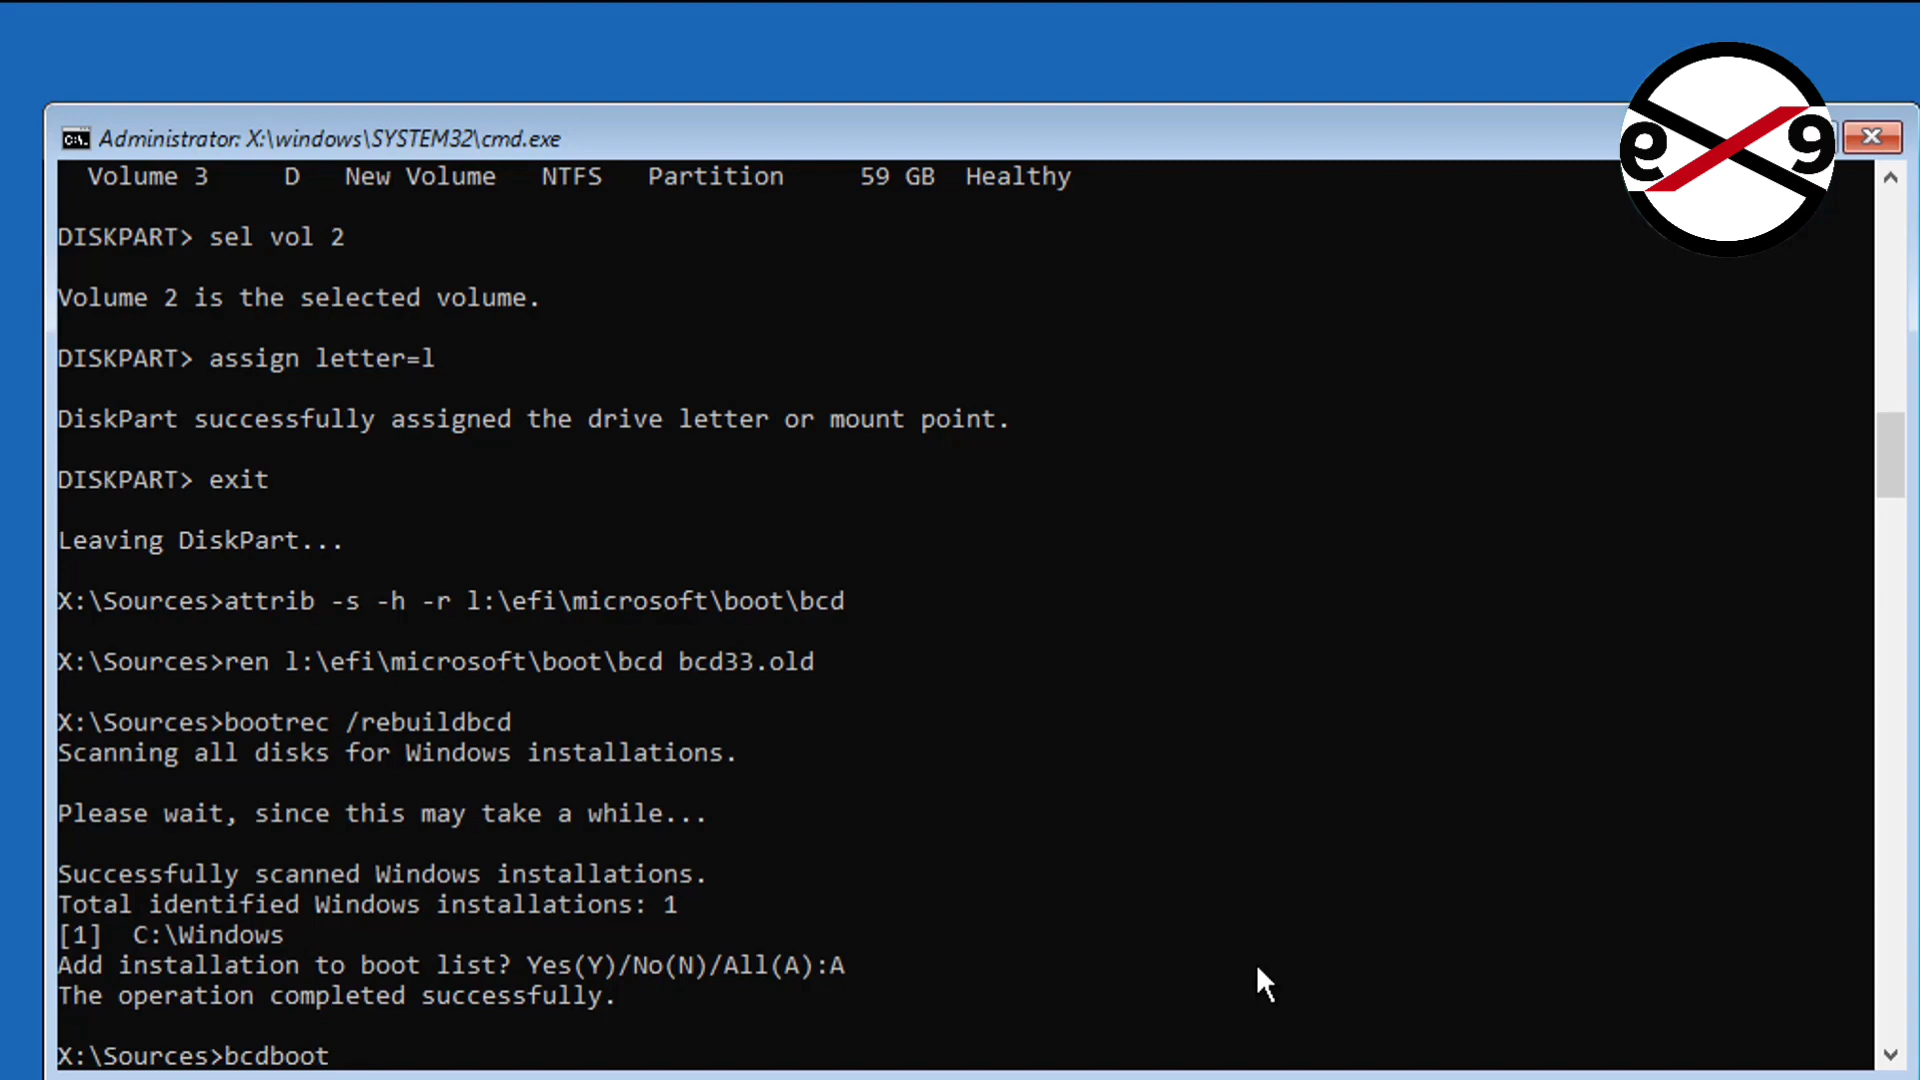 Administrator: X:\windows\SYSTEM32\cmd.exe
Volume 3 D New Volume NTFS Partition 59 GB Healthy
DISKPART> sel vol 2
Volume 2 is the selected volume.
DISKPART> assign letter=l
DiskPart successfully assigned the drive letter or mount point.
DISKPART> exit
Leaving DiskPart...
X:\Sources>attrib -s -h -r l:\efi\microsoft\boot\bcd
X:\Sources>ren l:\efi\microsoft\boot\bcd bcd33.old
X:\Sources>bootrec /rebuildbcd
Scanning all disks for Windows installations.
Please wait, since this may take a while...
Successfully scanned Windows installations.
Total identified Windows installations: 1
[1] C:\Windows
Add installation to boot list? Yes(Y)/No(N)/All(A):A
The operation completed successfully.
X:\Sources>bcdboot